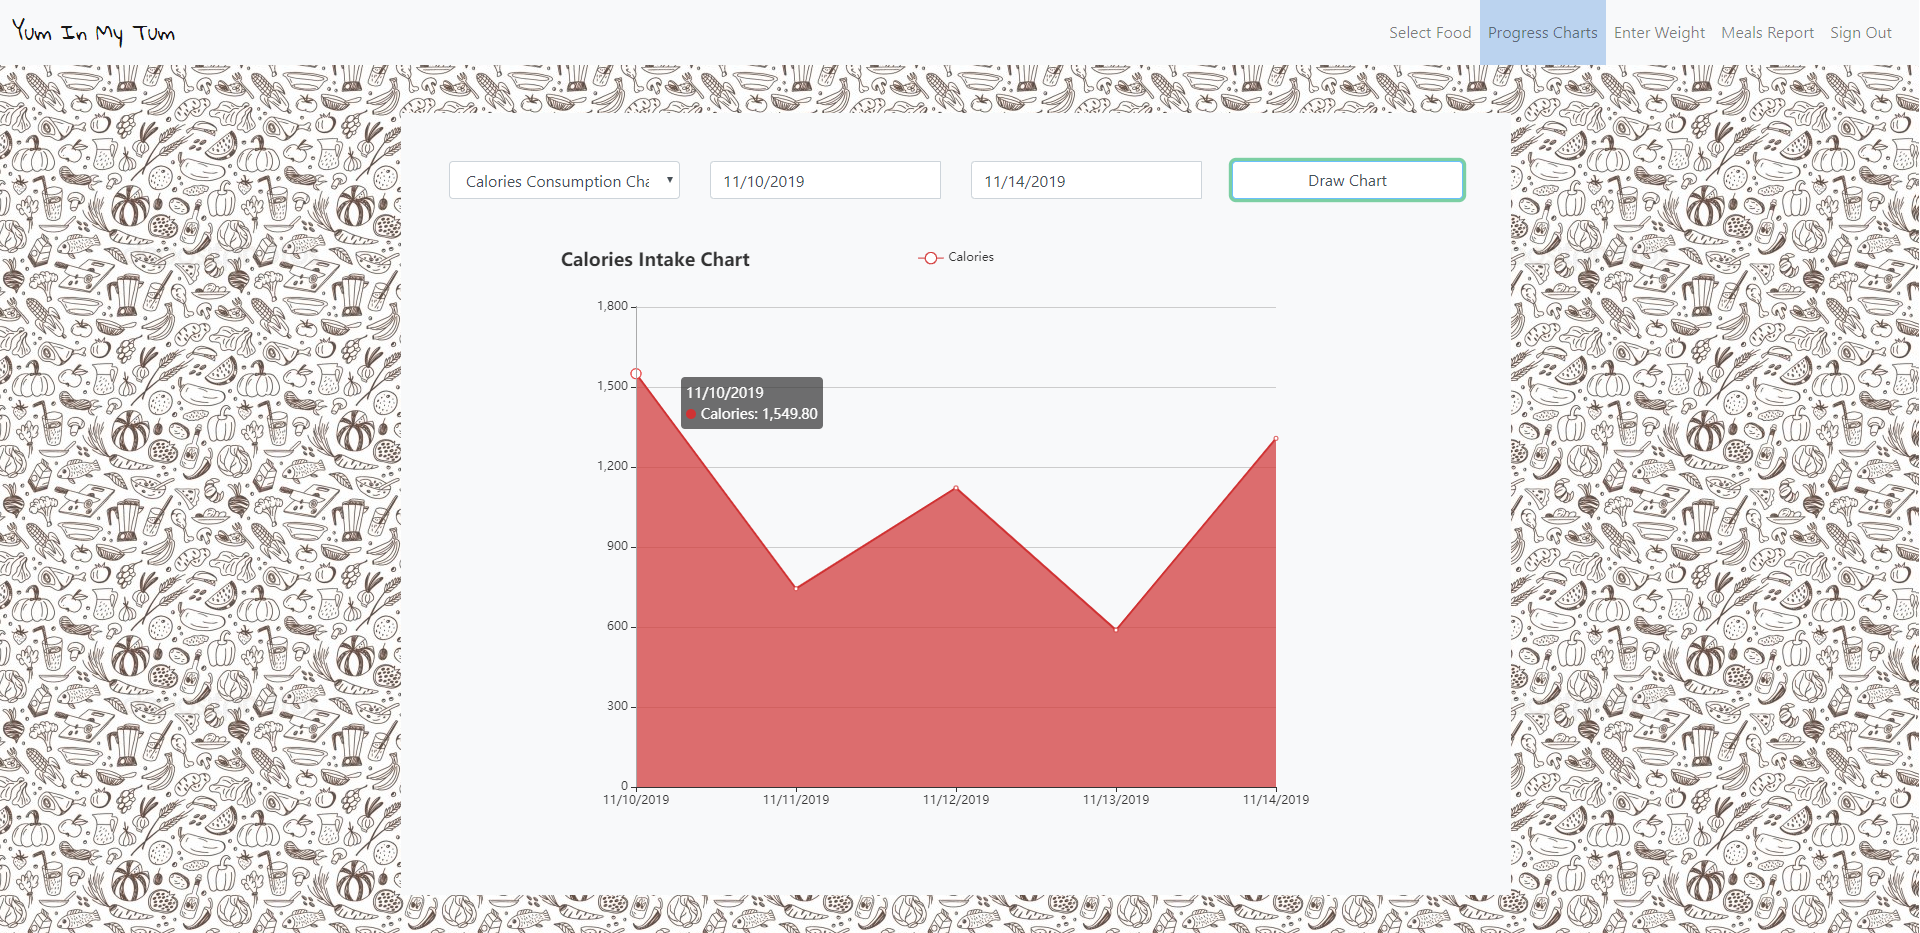 Yum In My Tum
Select Food Progress Charts Enter Weight Meals Report Sign Out
Calories Consumption Cha 11/10/2019 11/14/2019 Draw Chart
Calories Intake Chart
Calories
1,800
1,500
11/10/2019
Calories: 1,549.80
1,200
900
600
300
0
11/10/2019 11/11/2019 11/12/2019 11/13/2019 11/14/2019